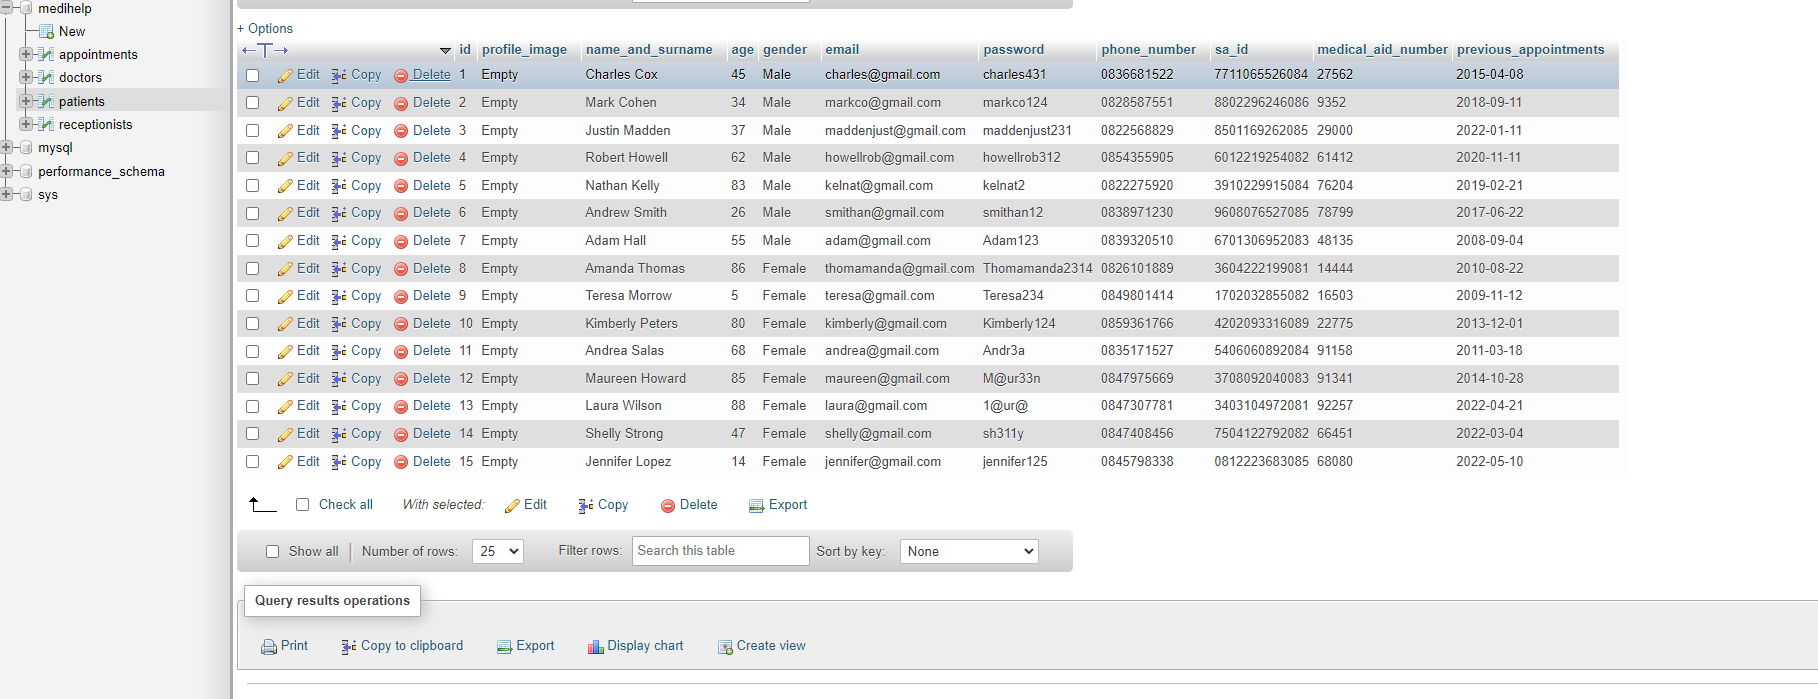 medihelp
New
appointments
doctors
patients
receptionists
mysql
performance_schema
sys
+ Options
id profile_image name_and_surname age gender email password phone_number sa_id medical_aid_number previous_appointments
Edit Copy Delete 1 Empty Charles Cox 45 Male charles@gmail.com charles431 0836681522 7711065526084 27562 2015-04-08
Edit Copy Delete 2 Empty Mark Cohen 34 Male markco@gmail.com markco124 0828587551 8802296246086 9352 2018-09-11
Edit Copy Delete 3 Empty Justin Madden 37 Male maddenjust@gmail.com maddenjust231 0822568829 8501169262085 29000 2022-01-11
Edit Copy Delete 4 Empty Robert Howell 62 Male howellrob@gmail.com howellrob312 0854355905 6012219254082 61412 2020-11-11
Edit Copy Delete 5 Empty Nathan Kelly 83 Male kelnat@gmail.com kelnat2 0822275920 3910229915084 76204 2019-02-21
Edit Copy Delete 6 Empty Andrew Smith 26 Male smithan@gmail.com smithan12 0838971230 9608076527085 78799 2017-06-22
Edit Copy Delete 7 Empty Adam Hall 55 Male adam@gmail.com Adam123 0839320510 6701306952083 48135 2008-09-04
Edit Copy Delete 8 Empty Amanda Thomas 86 Female thomamanda@gmail.com Thomamanda2314 0826101889 3604222199081 14444 2010-08-22
Edit Copy Delete 9 Empty Teresa Morrow 5 Female teresa@gmail.com Teresa234 0849801414 1702032855082 16503 2009-11-12
Edit Copy Delete 10 Empty Kimberly Peters 80 Female kimberly@gmail.com Kimberly124 0859361766 4202093316089 22775 2013-12-01
Edit Copy Delete 11 Empty Andrea Salas 68 Female andrea@gmail.com Andr3a 0835171527 5406060892084 91158 2011-03-18
Edit Copy Delete 12 Empty Maureen Howard 85 Female maureen@gmail.com M@ur33n 0847975669 3708092040083 91341 2014-10-28
Edit Copy Delete 13 Empty Laura Wilson 88 Female laura@gmail.com 1@ur@ 0847307781 3403104972081 92257 2022-04-21
Edit Copy Delete 14 Empty Shelly Strong 47 Female shelly@gmail.com sh311y 0847408456 7504122792082 66451 2022-03-04
Edit Copy Delete 15 Empty Jennifer Lopez 14 Female jennifer@gmail.com jennifer125 0845798338 0812223683085 68080 2022-05-10
Check all With selected: Edit Copy Delete Export
Show all Number of rows: 25 Filter rows: Search this table Sort by key: None
Query results operations
Print Copy to clipboard Export Display chart Create view